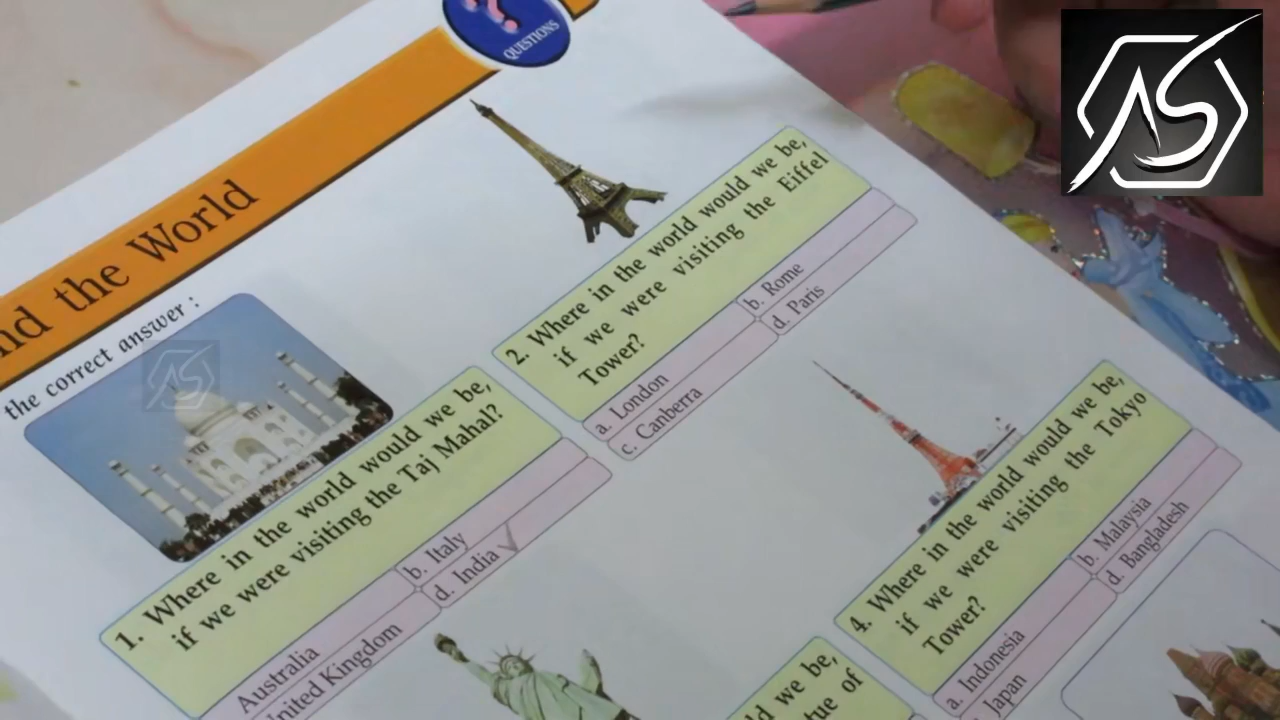 QUESTIONS
nd the World
the correct answer :
1. Where in the world would we be,
if we were visiting the Taj Mahal?
Australia
b. Italy
United Kingdom
d. India ✓
2. Where in the world would we be,
if we were visiting the Eiffel
Tower?
a. London
b. Rome
c. Canberra
d. Paris
ld we be,
tue of
4. Where in the world would we be,
if we were visiting the Tokyo
Tower?
a. Indonesia
b. Malaysia
Japan
d. Bangladesh
AS